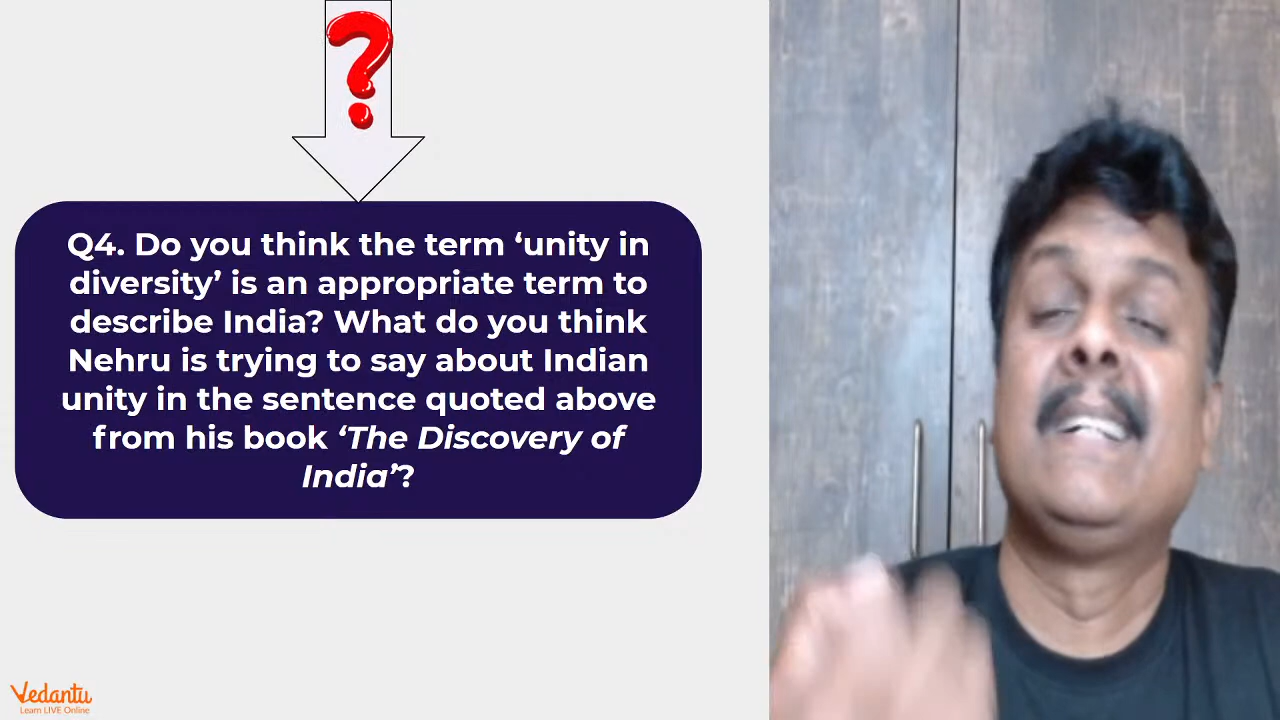 ?
Q4. Do you think the term ‘unity in
diversity’ is an appropriate term to
describe India? What do you think
Nehru is trying to say about Indian
unity in the sentence quoted above
from his book ‘The Discovery of
India’?
Vedantu
Learn LIVE Online